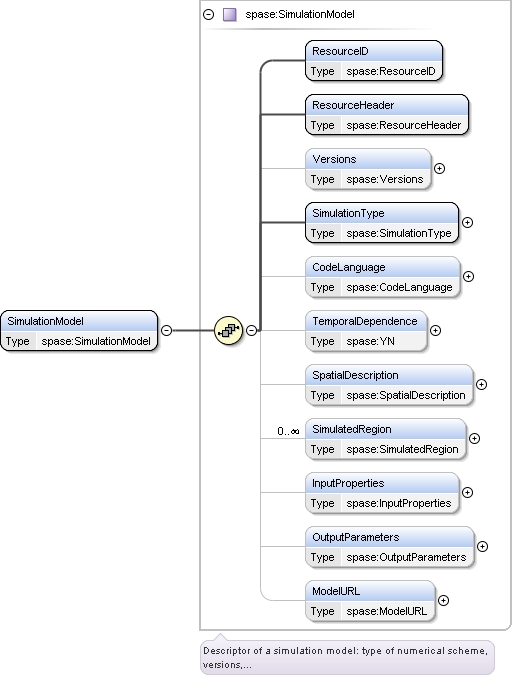 spase:SimulationModel
ResourceID
Type spase:ResourceID
ResourceHeader
Type spase:ResourceHeader
Versions
Type spase:Versions
SimulationType
Type spase:SimulationType
CodeLanguage
Type spase:CodeLanguage
SimulationModel
Type spase:SimulationModel
TemporalDependence
Type spase:YN
SpatialDescription
Type spase:SpatialDescription
0..∞
SimulatedRegion
Type spase:SimulatedRegion
InputProperties
Type spase:InputProperties
OutputParameters
Type spase:OutputParameters
ModelURL
Type spase:ModelURL
Descriptor of a simulation model: type of numerical scheme,
versions,...